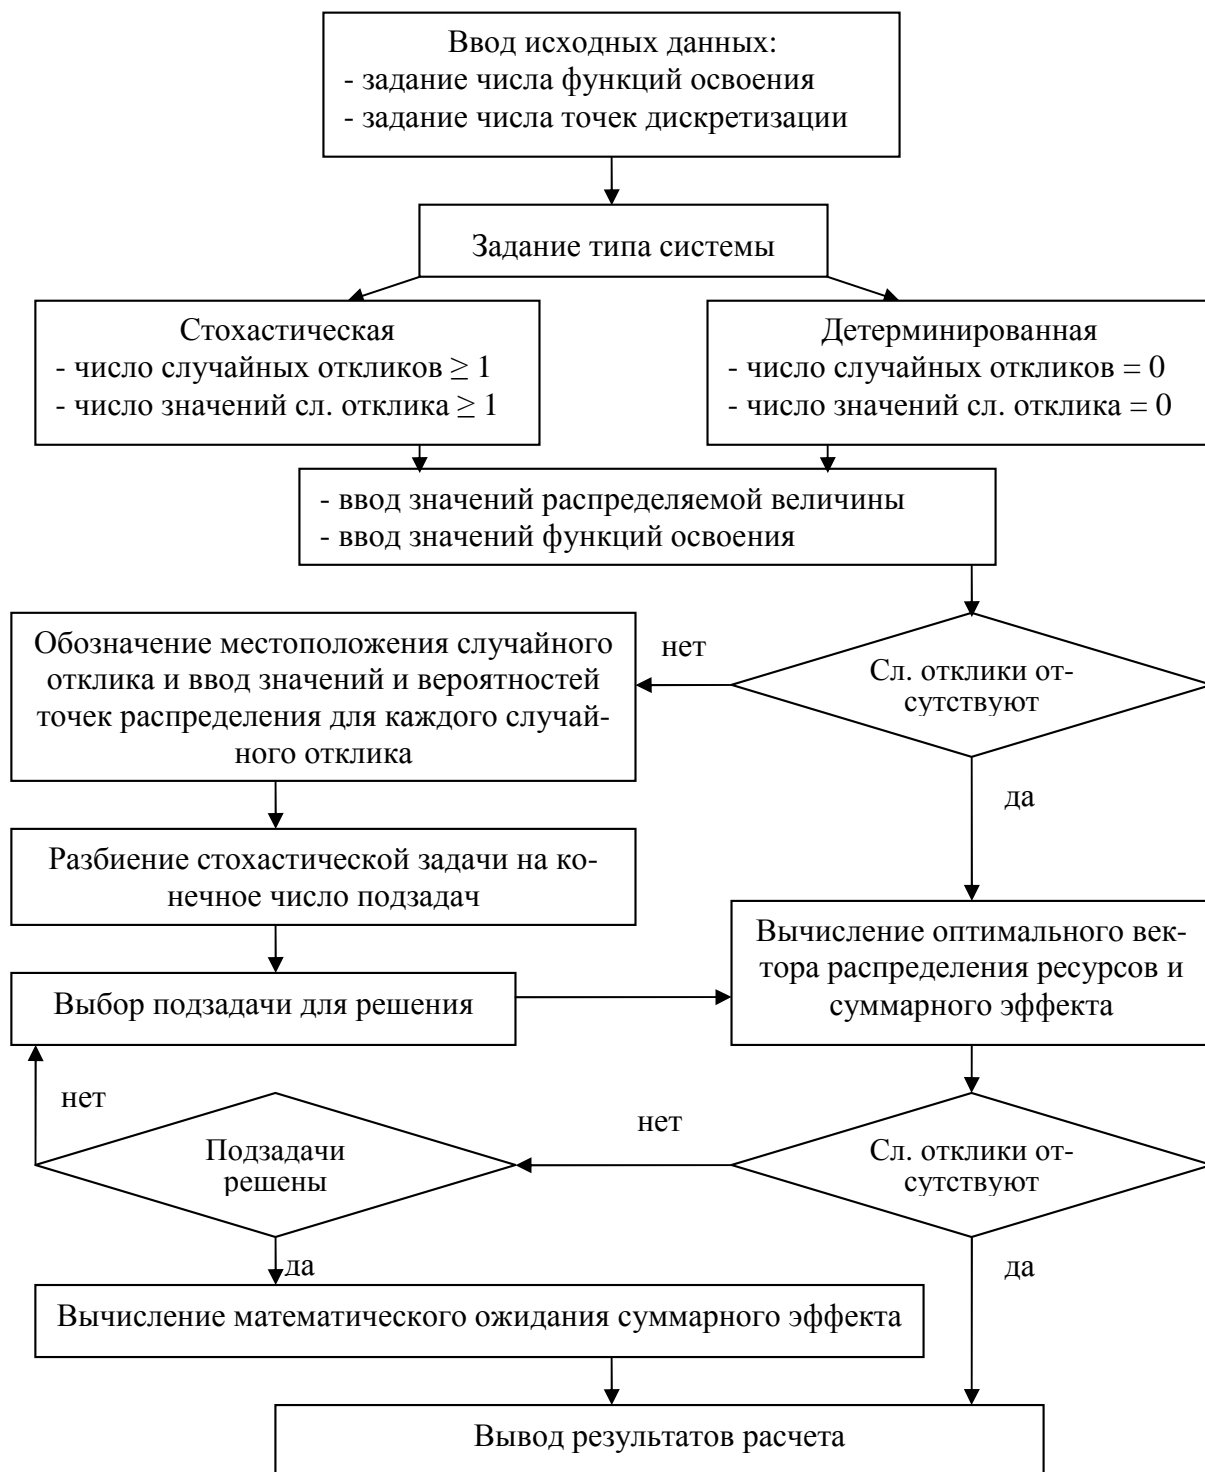 Ввод исходных данных:
- задание числа функций освоения
- задание числа точек дискретизации
Задание типа системы
Стохастическая
- число случайных откликов ≥ 1
- число значений сл. отклика ≥ 1
Детерминированная
- число случайных откликов = 0
- число значений сл. отклика = 0
- ввод значений распределяемой величины
- ввод значений функций освоения
Обозначение местоположения случайного
отклика и ввод значений и вероятностей
точек распределения для каждого случай-
ного отклика
нет
Сл. отклики от-
сутствуют
да
Разбиение стохастической задачи на ко-
нечное число подзадач
Выбор подзадачи для решения
Вычисление оптимального век-
тора распределения ресурсов и
суммарного эффекта
нет
Подзадачи
решены
нет
Сл. отклики от-
сутствуют
да
да
Вычисление математического ожидания суммарного эффекта
Вывод результатов расчета